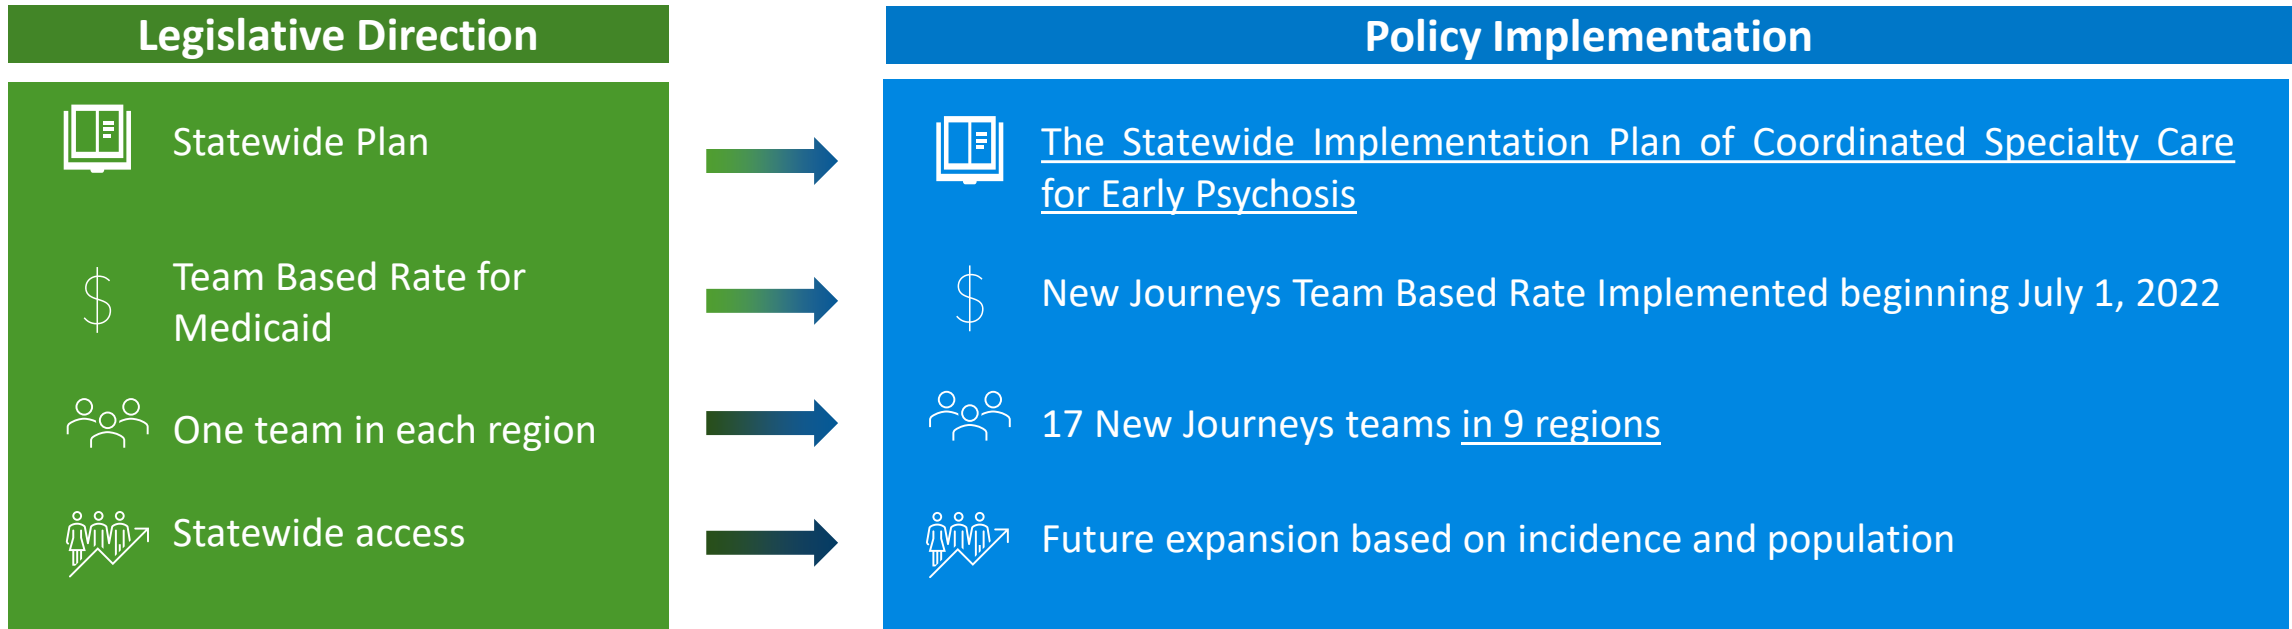 Legislative Direction
Policy Implementation
Statewide Plan
The Statewide Implementation Plan of Coordinated Specialty Care
for Early Psychosis
Team Based Rate for
Medicaid
New Journeys Team Based Rate Implemented beginning July 1, 2022
One team in each region
17 New Journeys teams in 9 regions
Statewide access
Future expansion based on incidence and population